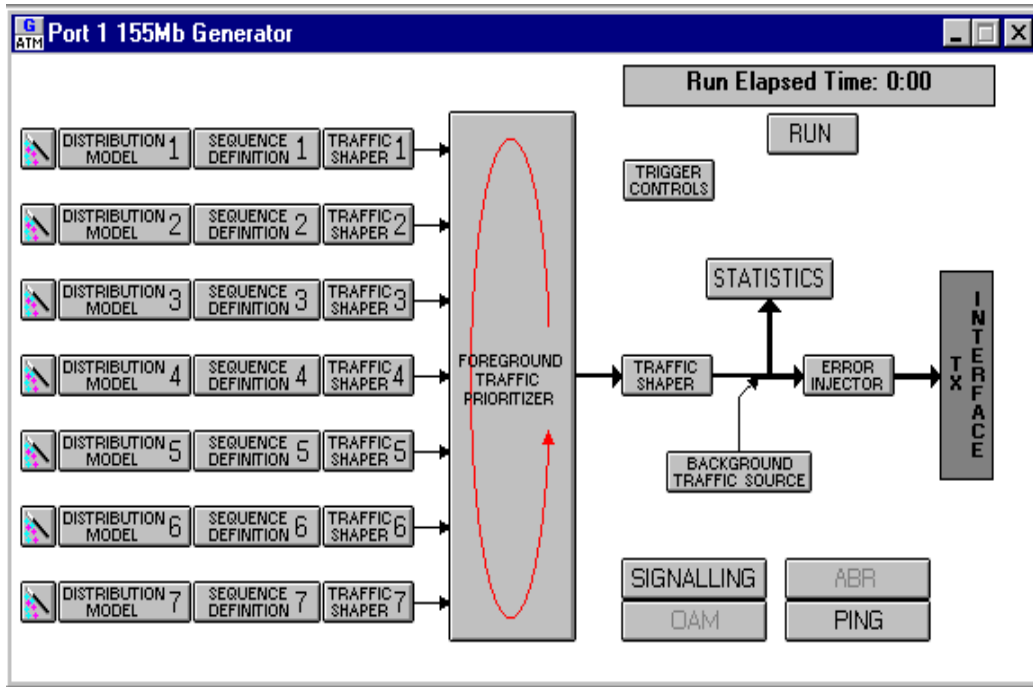 G
ATM
Port 1 155Mb Generator
Run Elapsed Time: 0:00
RUN
TRIGGER
CONTROLS
DISTRIBUTION
MODEL 1
SEQUENCE
DEFINITION 1
TRAFFIC
SHAPER 1
DISTRIBUTION
MODEL 2
SEQUENCE
DEFINITION 2
TRAFFIC
SHAPER 2
DISTRIBUTION
MODEL 3
SEQUENCE
DEFINITION 3
TRAFFIC
SHAPER 3
DISTRIBUTION
MODEL 4
SEQUENCE
DEFINITION 4
TRAFFIC
SHAPER 4
DISTRIBUTION
MODEL 5
SEQUENCE
DEFINITION 5
TRAFFIC
SHAPER 5
DISTRIBUTION
MODEL 6
SEQUENCE
DEFINITION 6
TRAFFIC
SHAPER 6
DISTRIBUTION
MODEL 7
SEQUENCE
DEFINITION 7
TRAFFIC
SHAPER 7
FOREGROUND
TRAFFIC
PRIORITIZER
TRAFFIC
SHAPER
STATISTICS
BACKGROUND
TRAFFIC SOURCE
ERROR
INJECTOR
TX
INTERFACE
SIGNALLING
ABR
OAM
PING